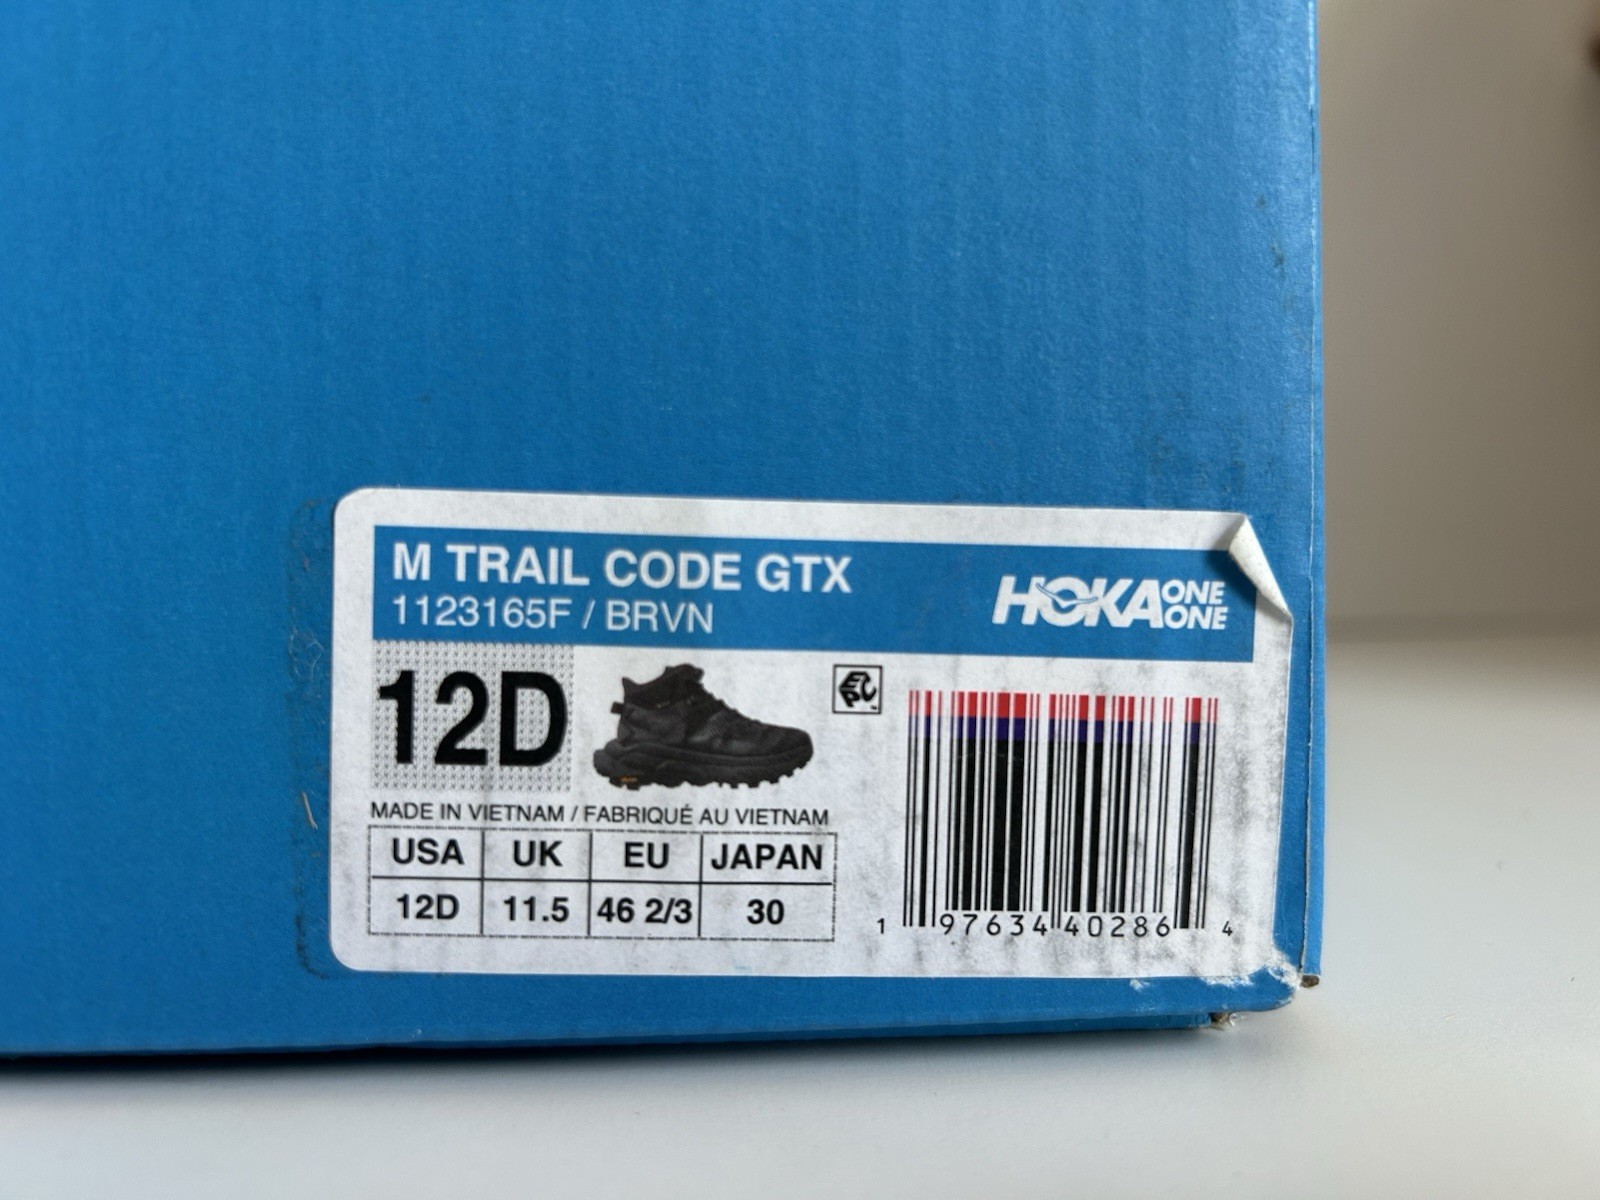 M TRAIL CODE GTX
1123165F / BRVN
HOKA ONE ONE
12D
EPC
MADE IN VIETNAM / FABRIQUÉ AU VIETNAM
USA UK EU JAPAN
12D 11.5 46 2/3 30
1 97634 40286 4